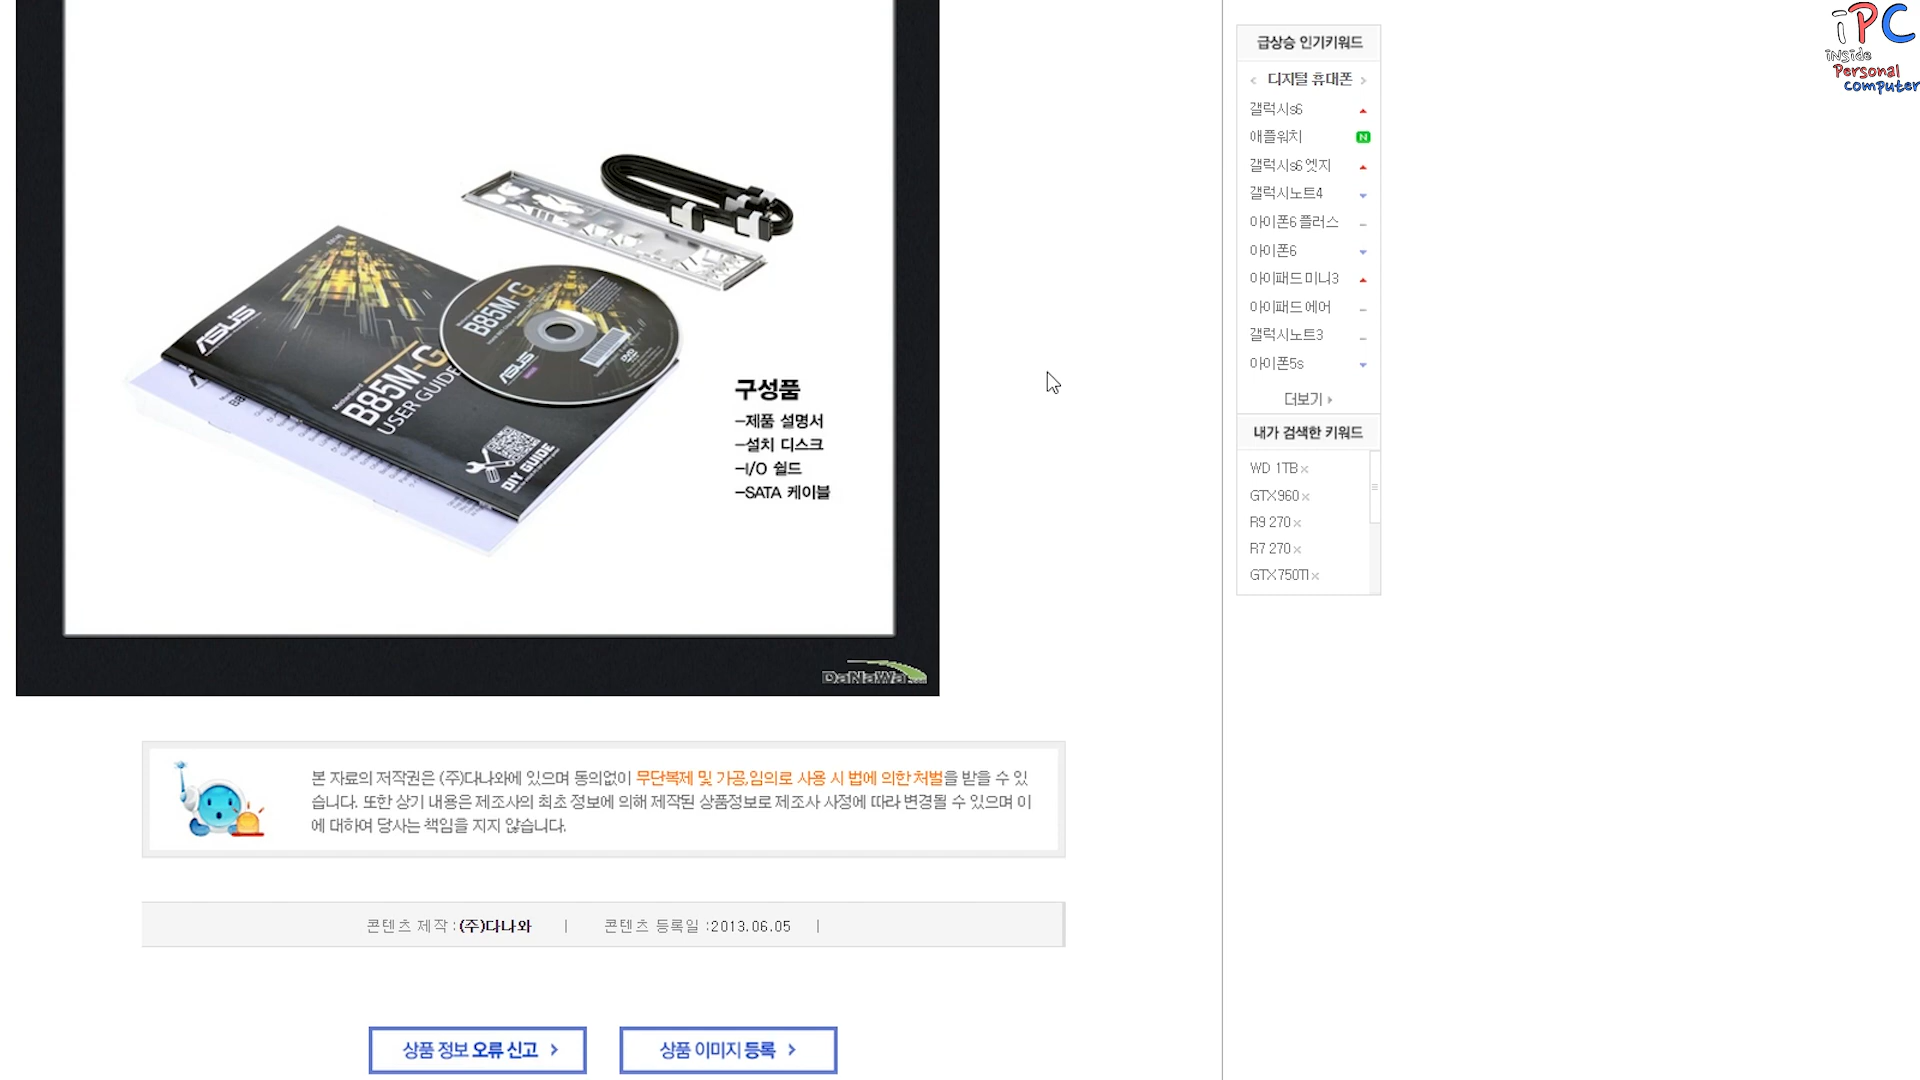 iPC
iNside
Personal
computer
급상승 인기키워드
디지털 휴대폰
갤럭시s6
애플워치
N
갤럭시s6 엣지
갤럭시노트4
아이폰6 플러스
아이폰6
아이패드 미니3
아이패드 에어
갤럭시노트3
아이폰5s
더보기
내가 검색한 키워드
WD 1TB
GTX960
R9 270
R7 270
GTX750TI
ASUS
Motherboard
B85M-G
USER GUIDE
DIY GUIDE
B85M-G
ASUS
구성품
-제품 설명서
-설치 디스크
-I/O 쉴드
-SATA 케이블
DaNaWa
본 자료의 저작권은 (주)다나와에 있으며 동의없이 무단복제 및 가공,임의로 사용 시 법에 의한 처벌을 받을 수 있
습니다. 또한 상기 내용은 제조사의 최초 정보에 의해 제작된 상품정보로 제조사 사정에 따라 변경될 수 있으며 이
에 대하여 당사는 책임을 지지 않습니다.
콘텐츠 제작 : (주)다나와 | 콘텐츠 등록일 :2013.06.05 |
상품 정보 오류 신고 >
상품 이미지 등록 >